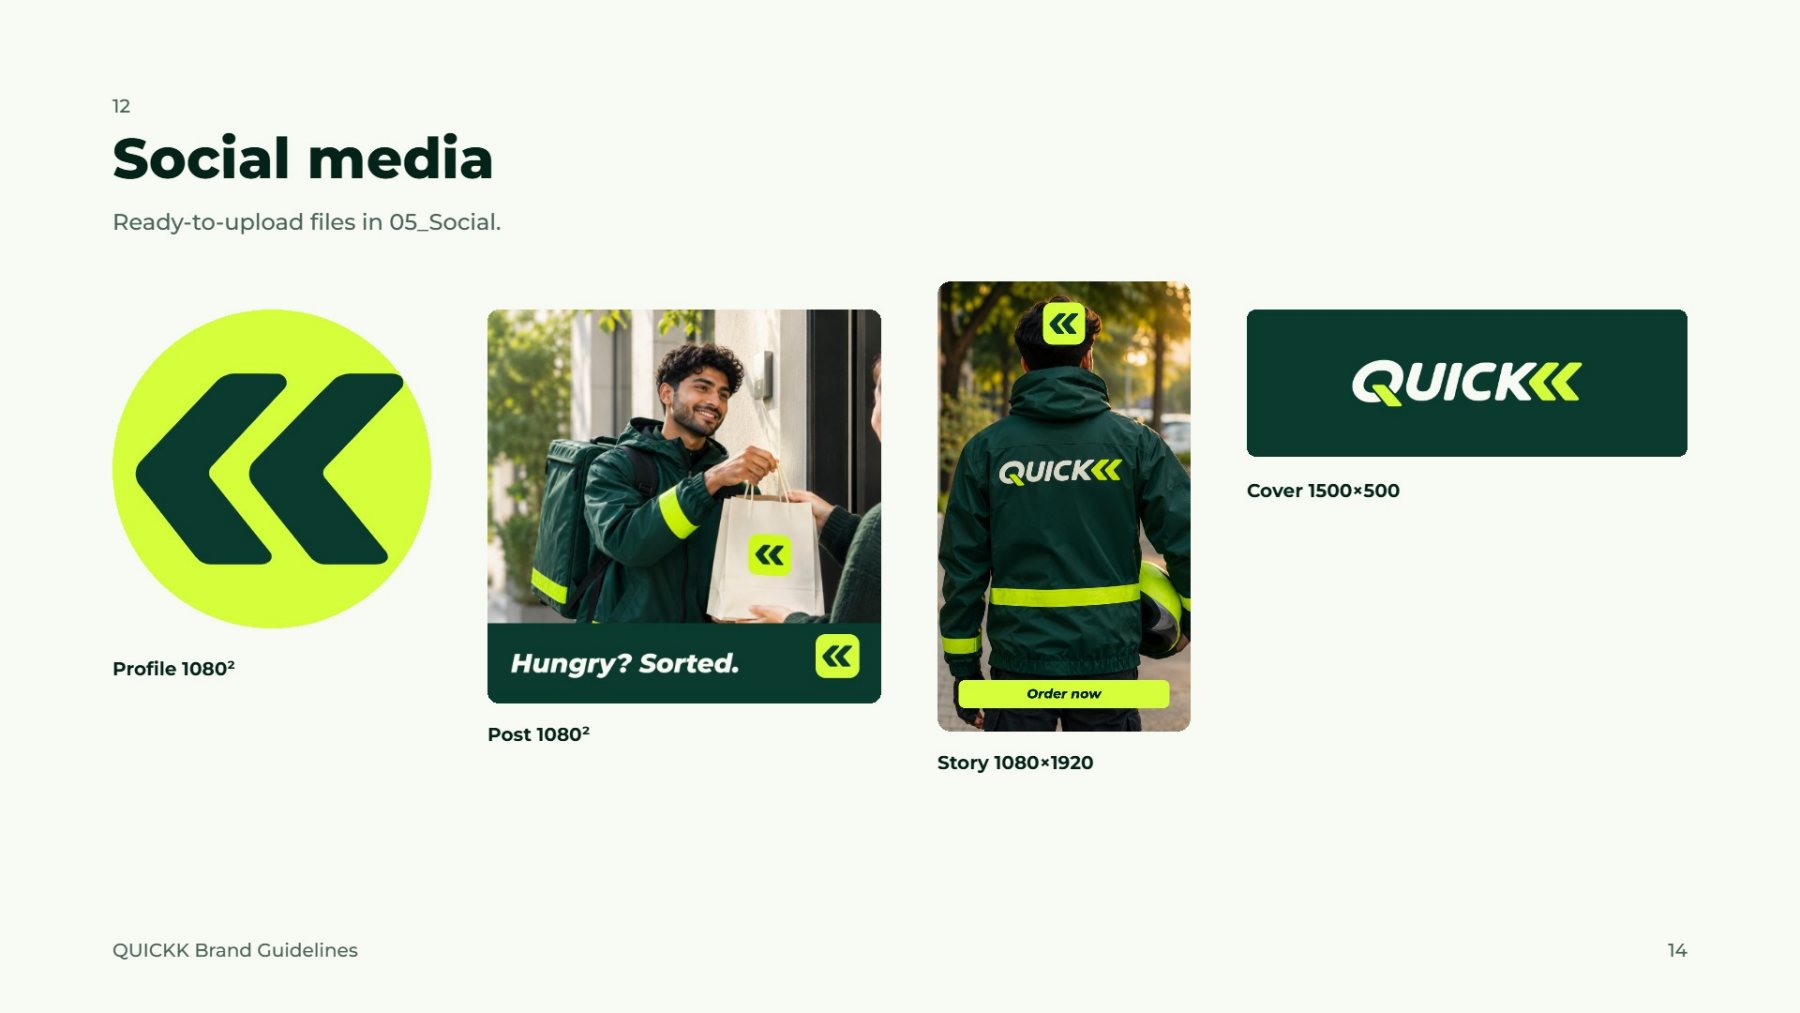 12
Social media
Ready-to-upload files in 05_Social.
Profile 1080²
Hungry? Sorted.
Post 1080²
QUICK
Order now
Story 1080×1920
QUICK
Cover 1500×500
QUICKK Brand Guidelines
14